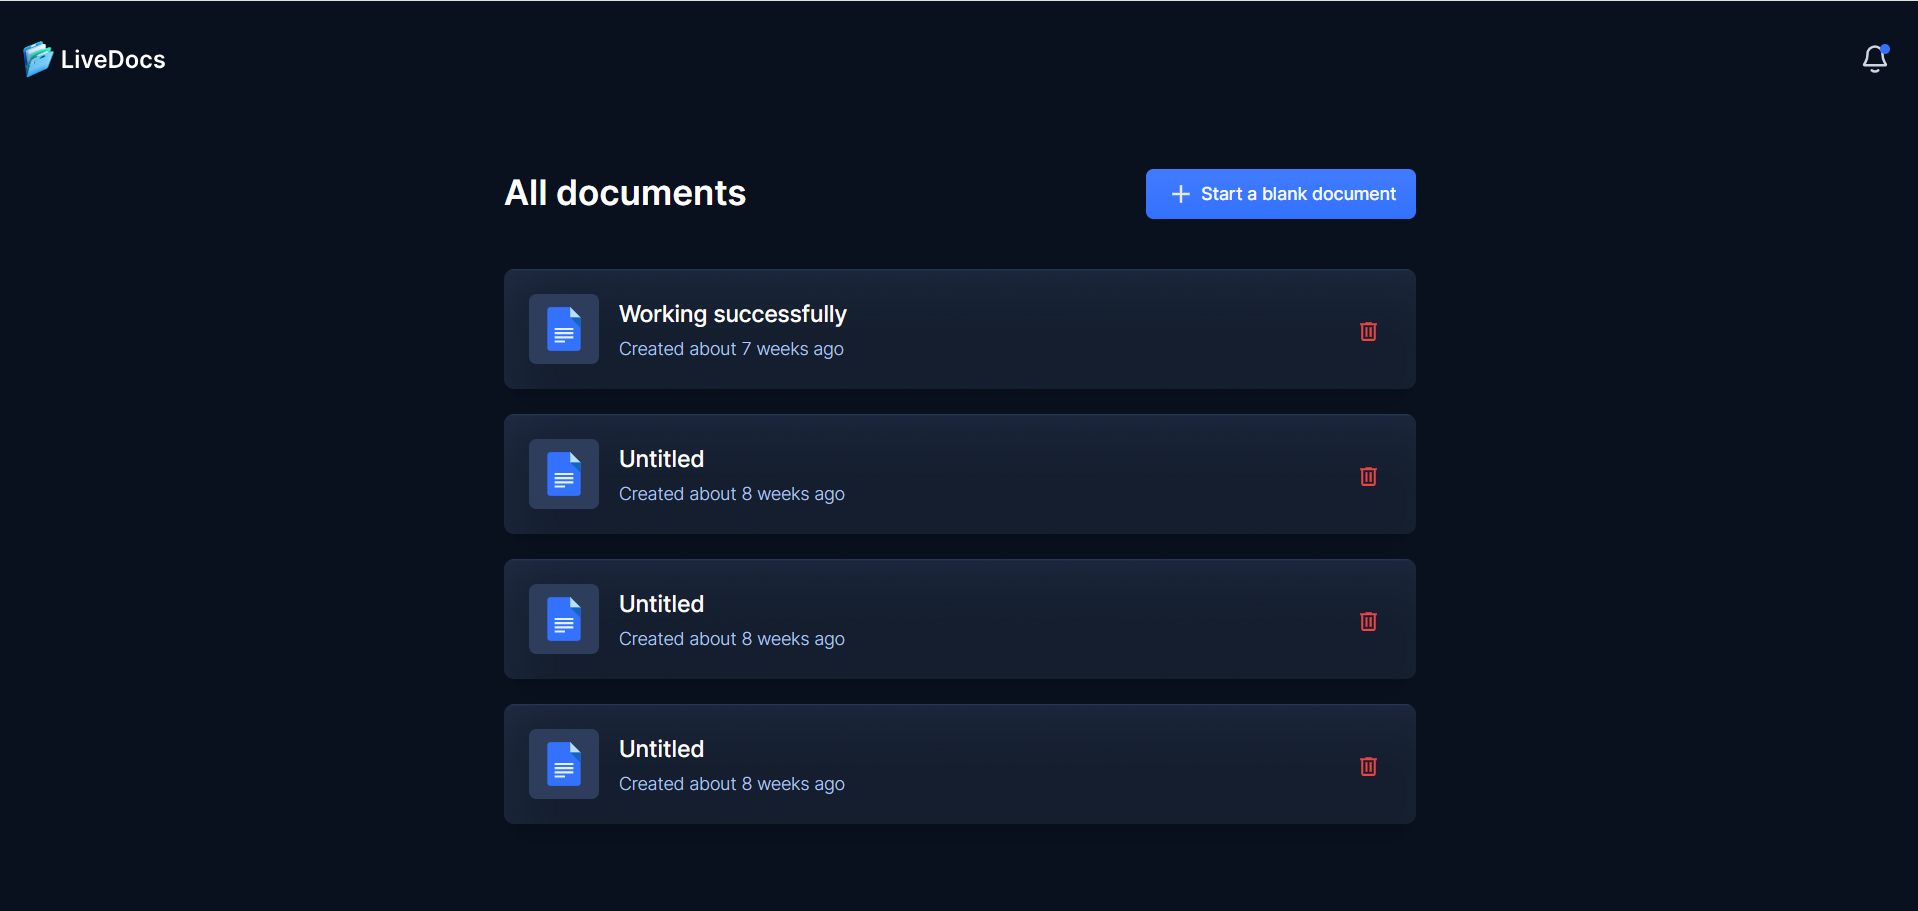 LiveDocs
All documents
Start a blank document
Working successfully
Created about 7 weeks ago
Untitled
Created about 8 weeks ago
Untitled
Created about 8 weeks ago
Untitled
Created about 8 weeks ago